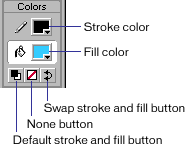 Colors
Stroke color
Fill color
Swap stroke and fill button
None button
Default stroke and fill button